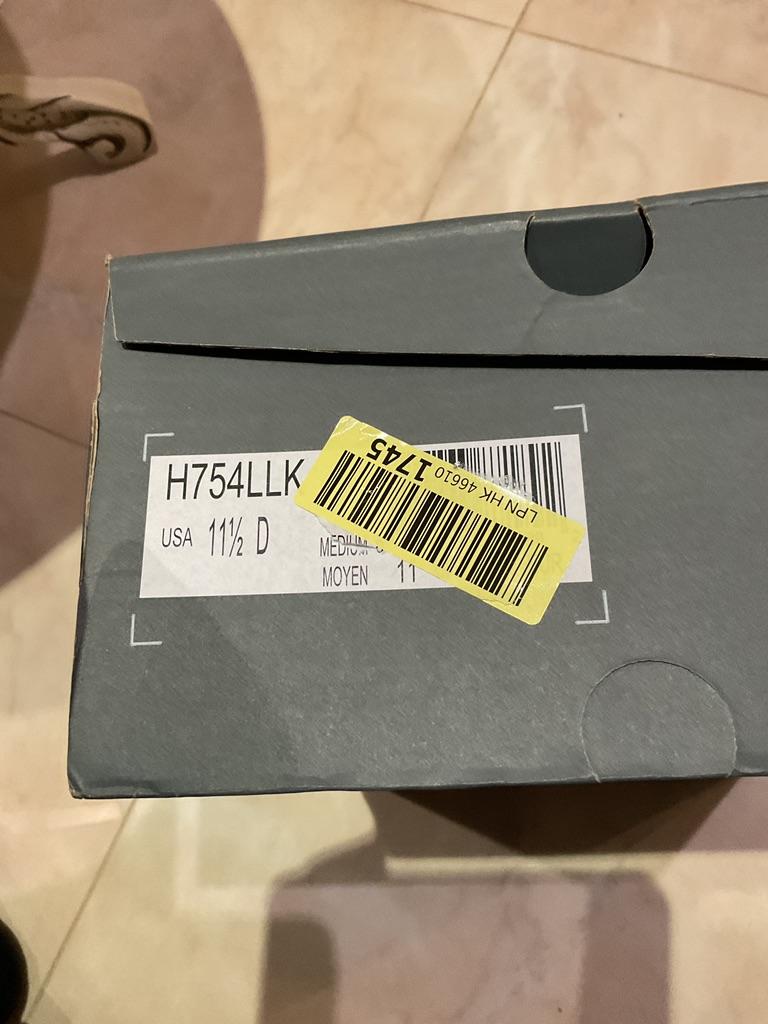 H754LLK
USA 11½ D
MEDIUM
MOYEN 11
LPN HK 46610 1745